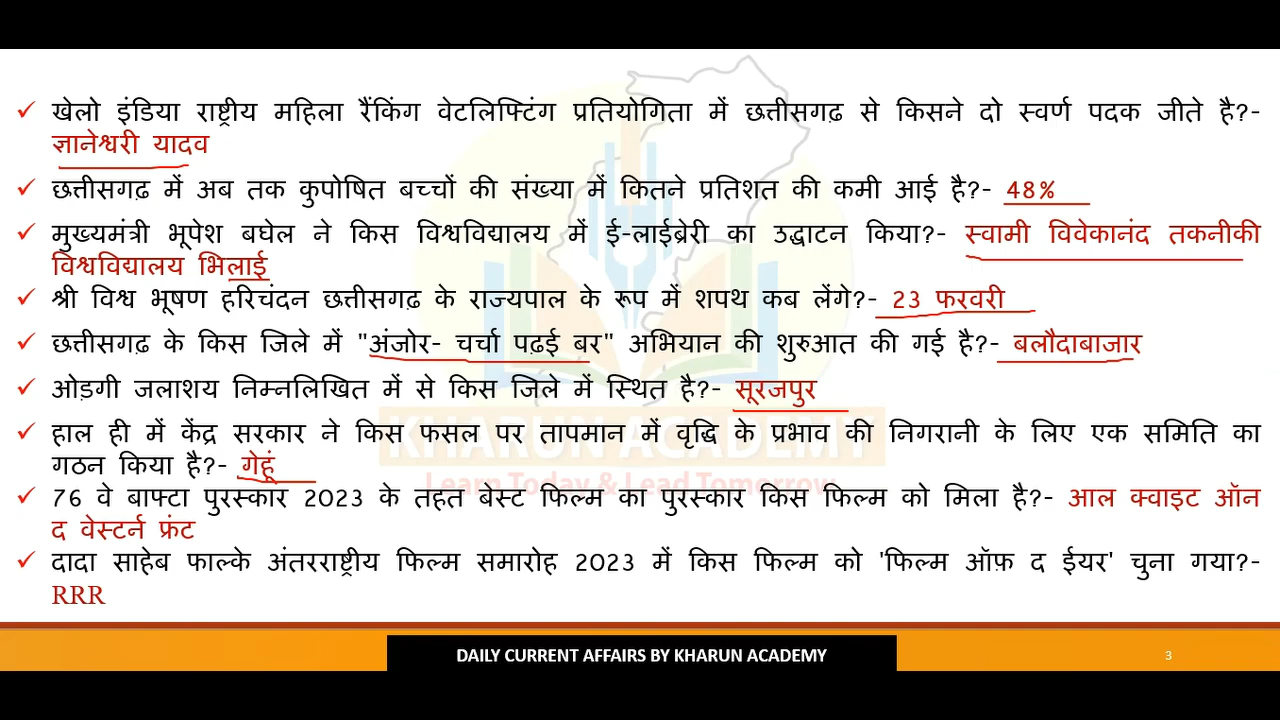 ✓ खेलो इंडिया राष्ट्रीय महिला रैंकिंग वेटलिफ्टिंग प्रतियोगिता में छत्तीसगढ़ से किसने दो स्वर्ण पदक जीते है?-
ज्ञानेश्वरी यादव
✓ छत्तीसगढ़ में अब तक कुपोषित बच्चों की संख्या में कितने प्रतिशत की कमी आई है?- 48%
✓ मुख्यमंत्री भूपेश बघेल ने किस विश्वविद्यालय में ई-लाईब्रेरी का उद्घाटन किया?- स्वामी विवेकानंद तकनीकी
विश्वविद्यालय भिलाई
✓ श्री विश्व भूषण हरिचंदन छत्तीसगढ़ के राज्यपाल के रूप में शपथ कब लेंगे?- 23 फरवरी
✓ छत्तीसगढ़ के किस जिले में "अंजोर- चर्चा पढ़ई बर" अभियान की शुरुआत की गई है?- बलौदाबाजार
✓ ओड़गी जलाशय निम्नलिखित में से किस जिले में स्थित है?- सूरजपुर
✓ हाल ही में केंद्र सरकार ने किस फसल पर तापमान में वृद्धि के प्रभाव की निगरानी के लिए एक समिति का
गठन किया है?- गेहूं
✓ 76 वे बाफ्टा पुरस्कार 2023 के तहत बेस्ट फिल्म का पुरस्कार किस फिल्म को मिला है?- आल क्वाइट ऑन
द वेस्टर्न फ्रंट
✓ दादा साहेब फाल्के अंतरराष्ट्रीय फिल्म समारोह 2023 में किस फिल्म को 'फिल्म ऑफ़ द ईयर' चुना गया?-
RRR
KHARUN ACADEMY
Learn Today & Lead Tomorrow
DAILY CURRENT AFFAIRS BY KHARUN ACADEMY
3